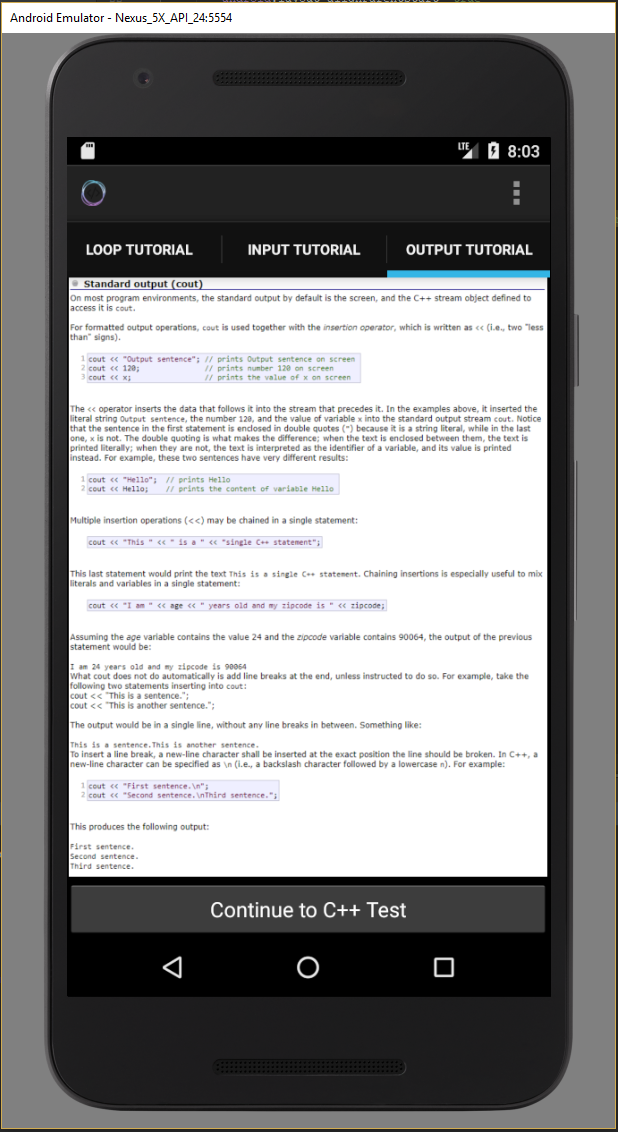 Android Emulator - Nexus_5X_API_24:5554
LTE 8:03
LOOP TUTORIAL INPUT TUTORIAL OUTPUT TUTORIAL
Standard output (cout)
On most program environments, the standard output by default is the screen, and the C++ stream object defined to
access it is cout.
For formatted output operations, cout is used together with the insertion operator, which is written as << (i.e., two "less
than" signs).
1 cout << "Output sentence"; // prints Output sentence on screen
2 cout << 120; // prints number 120 on screen
3 cout << x; // prints the value of x on screen
The << operator inserts the data that follows it into the stream that precedes it. In the examples above, it inserted the
literal string Output sentence, the number 120, and the value of variable x into the standard output stream cout. Notice
that the sentence in the first statement is enclosed in double quotes (") because it is a string literal, while in the last
one, x is not. The double quoting is what makes the difference; when the text is enclosed between them, the text is
printed literally; when they are not, the text is interpreted as the identifier of a variable, and its value is printed
instead. For example, these two sentences have very different results:
1 cout << "Hello"; // prints Hello
2 cout << Hello; // prints the content of variable Hello
Multiple insertion operations (<<) may be chained in a single statement:
cout << "This " << " is a " << "single C++ statement";
This last statement would print the text This is a single C++ statement. Chaining insertions is especially useful to mix
literals and variables in a single statement:
cout << "I am " << age << " years old and my zipcode is " << zipcode;
Assuming the age variable contains the value 24 and the zipcode variable contains 90064, the output of the previous
statement would be:
I am 24 years old and my zipcode is 90064
What cout does not do automatically is add line breaks at the end, unless instructed to do so. For example, take the
following two statements inserting into cout:
cout << "This is a sentence.";
cout << "This is another sentence.";
The output would be in a single line, without any line breaks in between. Something like:
This is a sentence.This is another sentence.
To insert a line break, a new-line character shall be inserted at the exact position the line should be broken. In C++, a
new-line character can be specified as \n (i.e., a backslash character followed by a lowercase n). For example:
1 cout << "First sentence.\n";
2 cout << "Second sentence.\nThird sentence.";
This produces the following output:
First sentence.
Second sentence.
Third sentence.
Continue to C++ Test